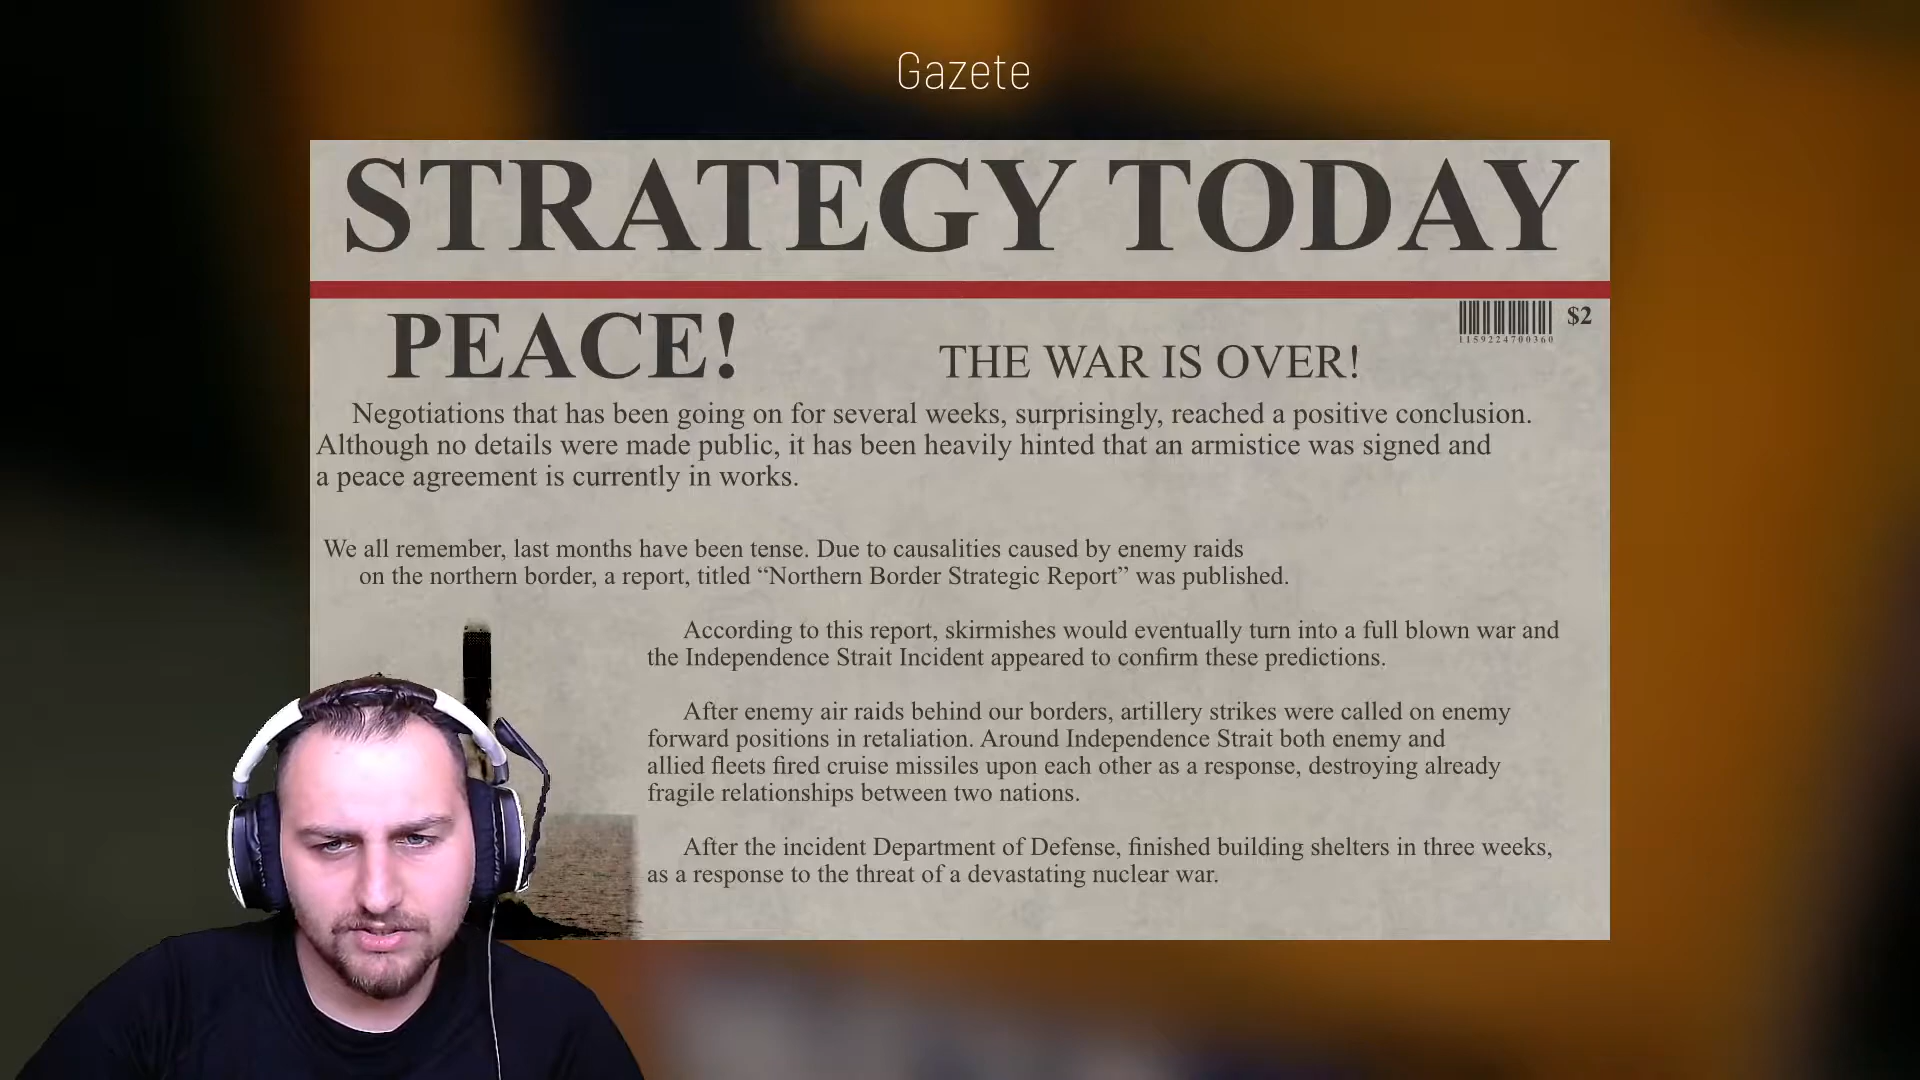 Gazete
STRATEGY TODAY
PEACE!
THE WAR IS OVER!
$2
1159224700360
Negotiations that has been going on for several weeks, surprisingly, reached a positive conclusion.
Although no details were made public, it has been heavily hinted that an armistice was signed and
a peace agreement is currently in works.
We all remember, last months have been tense. Due to causalities caused by enemy raids
on the northern border, a report, titled “Northern Border Strategic Report” was published.
According to this report, skirmishes would eventually turn into a full blown war and
the Independence Strait Incident appeared to confirm these predictions.
After enemy air raids behind our borders, artillery strikes were called on enemy
forward positions in retaliation. Around Independence Strait both enemy and
allied fleets fired cruise missiles upon each other as a response, destroying already
fragile relationships between two nations.
After the incident Department of Defense, finished building shelters in three weeks,
as a response to the threat of a devastating nuclear war.